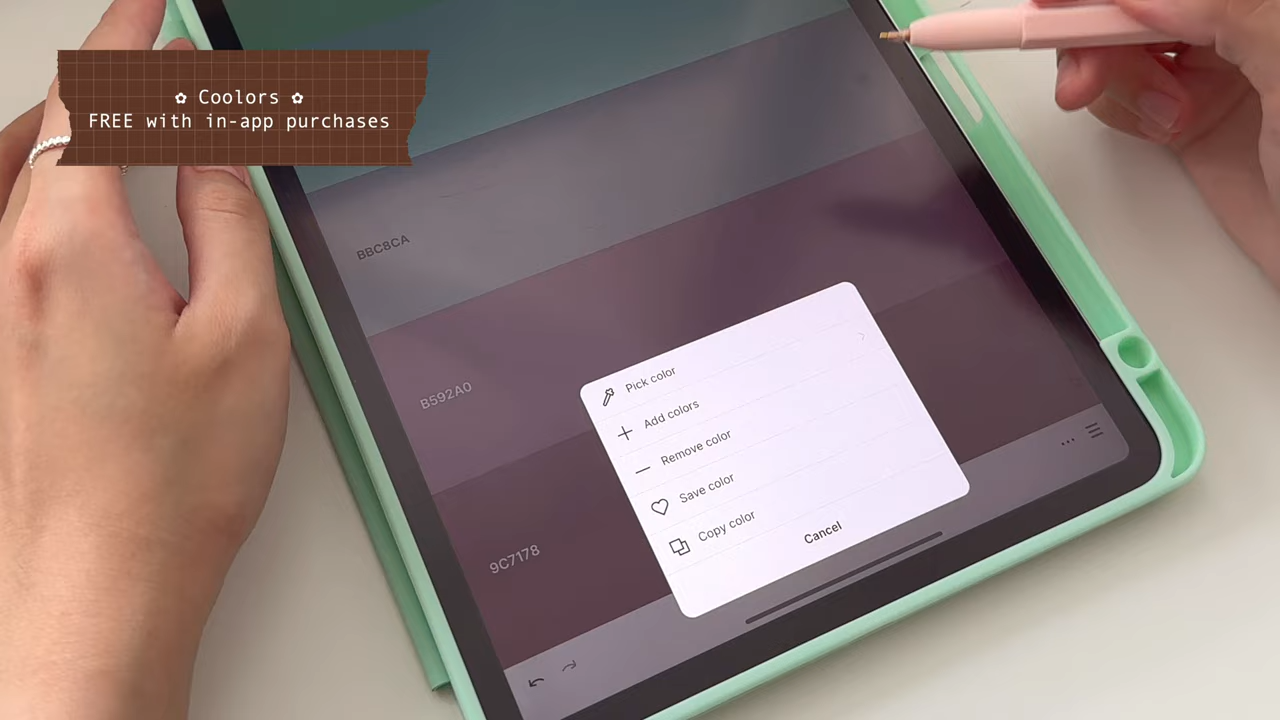 ✿ Coolors ✿
FREE with in-app purchases
BBC8CA
B592A0
9C7178
Pick color
Add colors
Remove color
Save color
Copy color
Cancel